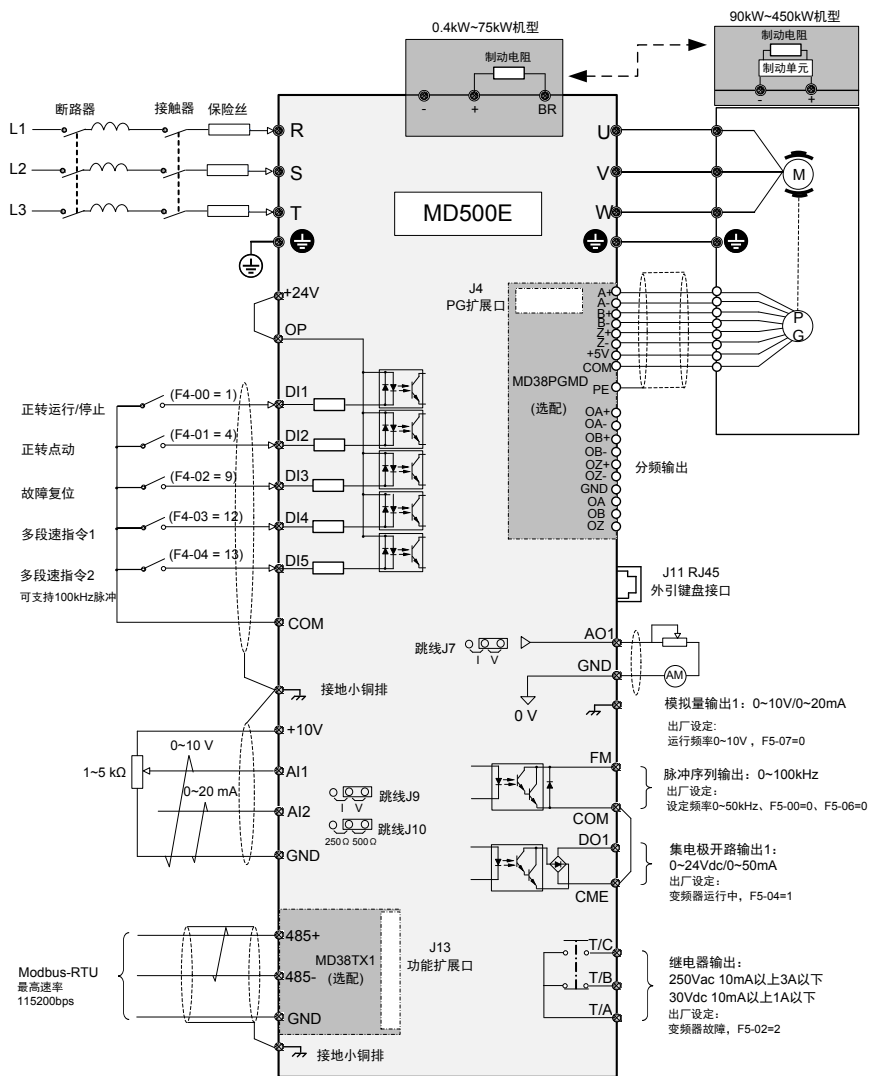 0.4kW~75kW机型
90kW~450kW机型
制动电阻
制动电阻
制动单元
-
+
BR
-
+
断路器
接触器
保险丝
L1
R
U
L2
S
V
M
L3
T
W
MD500E
+24V
OP
J4
PG扩展口
A+
A-
B+
B-
Z+
Z-
+5V
COM
PE
P
G
MD38PGMD
(选配)
OA+
OA-
OB+
OB-
OZ+
OZ-
GND
OA
OB
OZ
分频输出
正转运行/停止
(F4-00 = 1)
DI1
正转点动
(F4-01 = 4)
DI2
故障复位
(F4-02 = 9)
DI3
多段速指令1
(F4-03 = 12)
DI4
多段速指令2
(F4-04 = 13)
DI5
可支持100kHz脉冲
COM
J11 RJ45
外引键盘接口
跳线J7
I V
AO1
GND
AM
0 V
接地小铜排
模拟量输出1：0~10V/0~20mA
出厂设定:
运行频率0~10V ，F5-07=0
+10V
0~10 V
1~5 kΩ
AI1
0~20 mA
AI2
GND
I V
跳线J9
250Ω 500Ω
跳线J10
FM
COM
脉冲序列输出：0~100kHz
出厂设定：
设定频率0~50kHz、F5-00=0、F5-06=0
DO1
CME
集电极开路输出1：
0~24Vdc/0~50mA
出厂设定：
变频器运行中，F5-04=1
Modbus-RTU
最高速率
115200bps
485+
485-
GND
MD38TX1
(选配)
J13
功能扩展口
接地小铜排
T/C
T/B
T/A
继电器输出：
250Vac 10mA以上3A以下
30Vdc 10mA以上1A以下
出厂设定：
变频器故障，F5-02=2